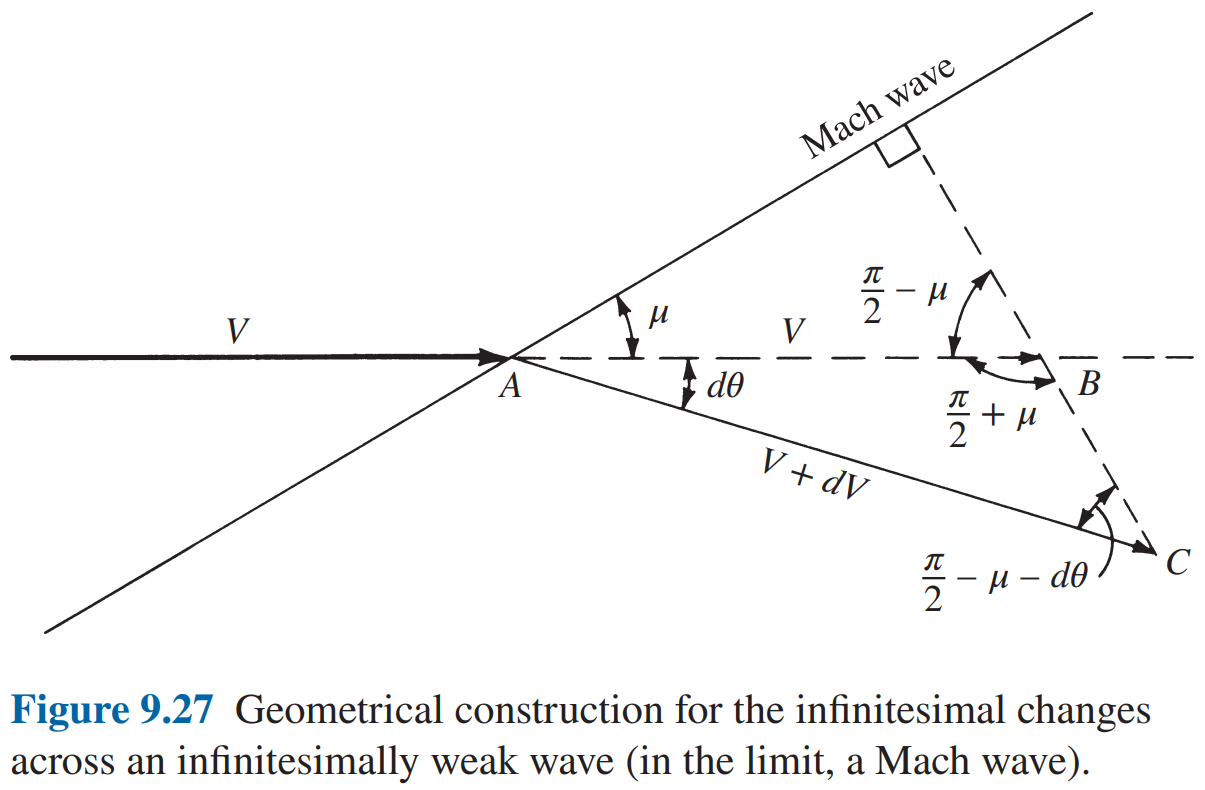 Mach wave
π/2 − μ
μ
V
V
A
dθ
B
π/2 + μ
V + dV
π/2 − μ − dθ
C
Figure 9.27 Geometrical construction for the infinitesimal changes
across an infinitesimally weak wave (in the limit, a Mach wave).